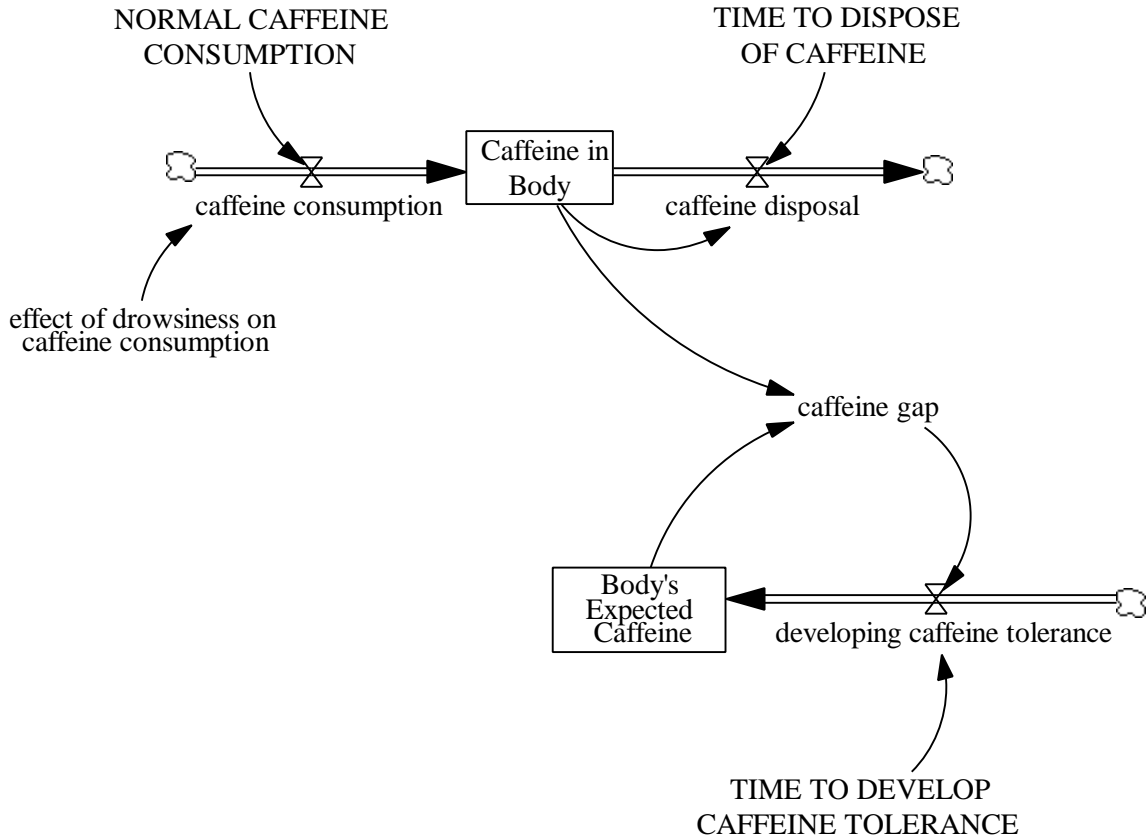 NORMAL CAFFEINE
CONSUMPTION
TIME TO DISPOSE
OF CAFFEINE
Caffeine in
Body
caffeine consumption
caffeine disposal
effect of drowsiness on
caffeine consumption
caffeine gap
Body's
Expected
Caffeine
developing caffeine tolerance
TIME TO DEVELOP
CAFFEINE TOLERANCE